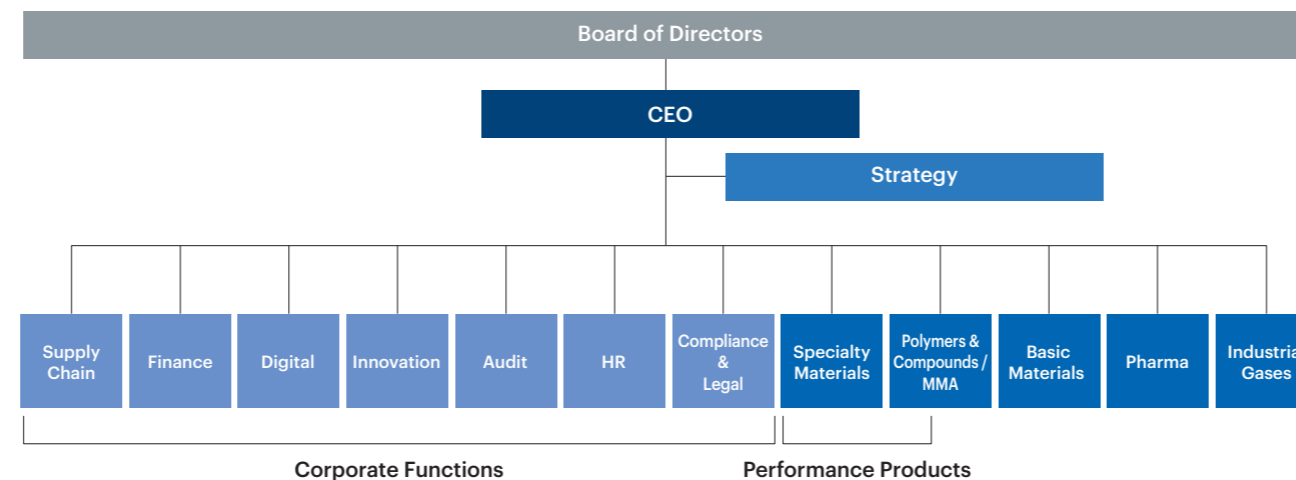 Board of Directors
CEO
Strategy
Supply
Chain
Finance
Digital
Innovation
Audit
HR
Compliance
&
Legal
Specialty
Materials
Polymers &
Compounds /
MMA
Basic
Materials
Pharma
Industria
Gases
Corporate Functions
Performance Products